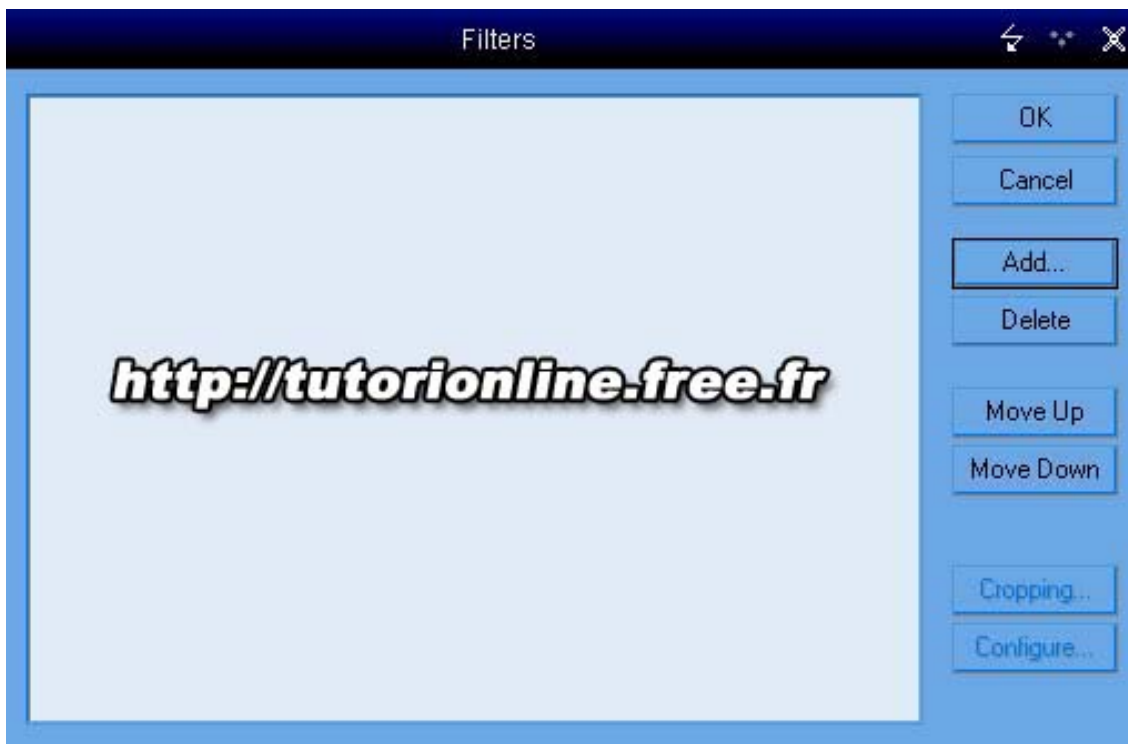 Filters
OK
Cancel
Add...
Delete
http://tutorionline.free.fr
Move Up
Move Down
Cropping...
Configure...